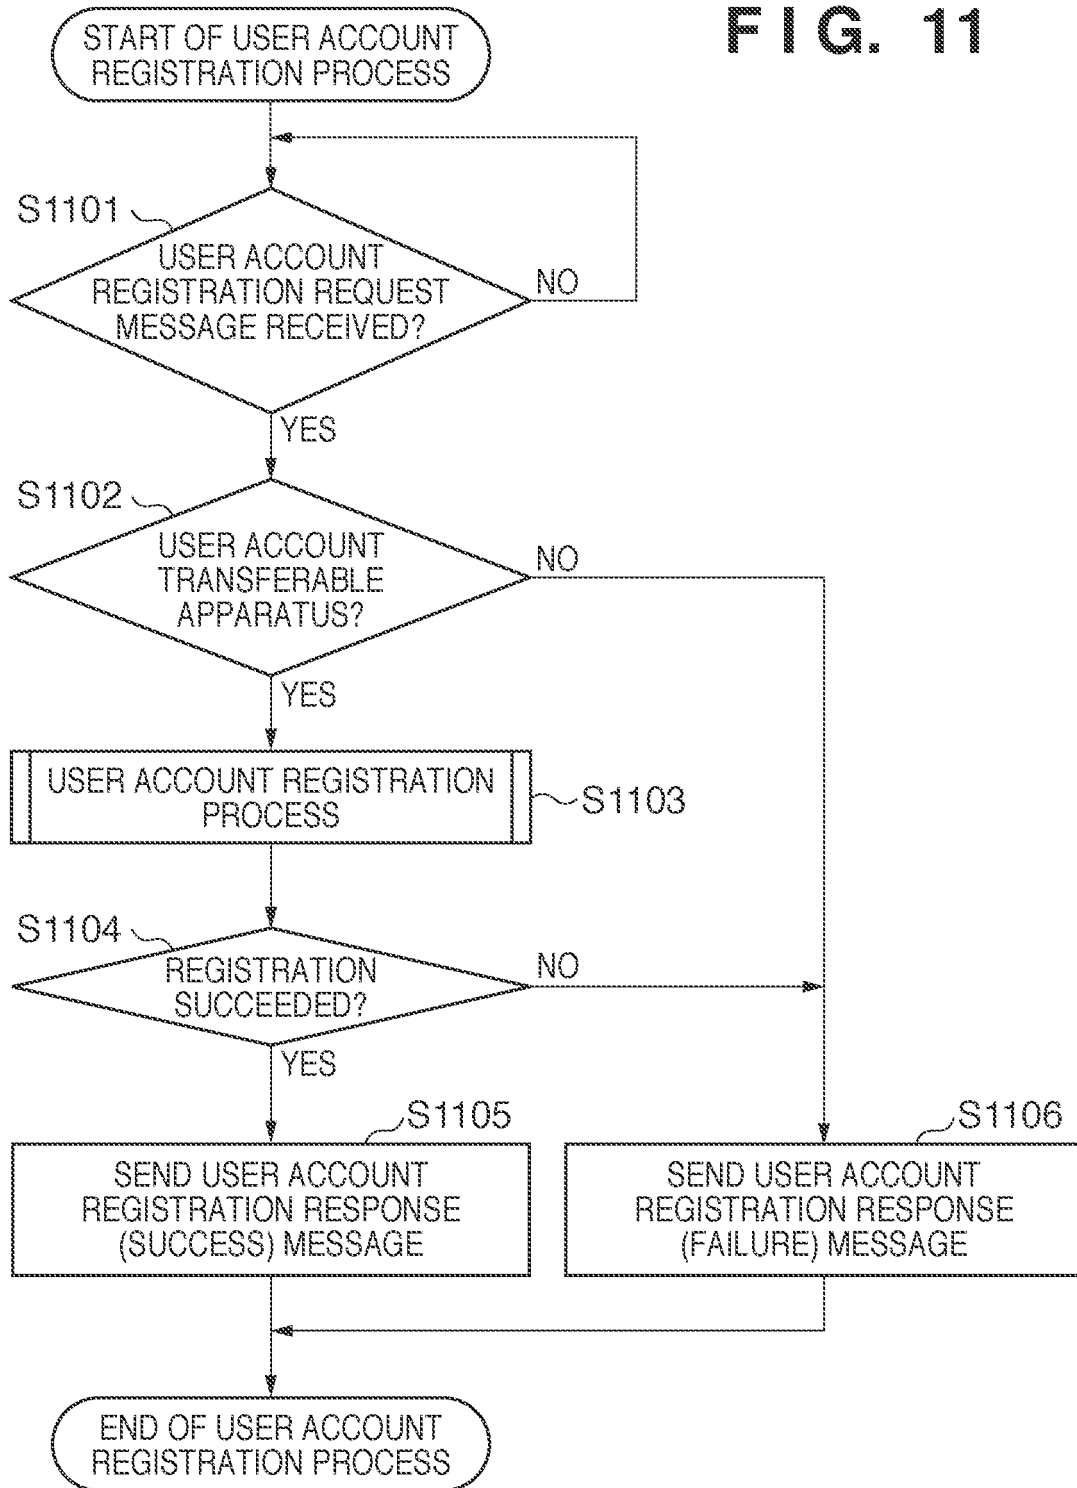 FIG. 11
START OF USER ACCOUNT
REGISTRATION PROCESS
S1101
USER ACCOUNT
REGISTRATION REQUEST
MESSAGE RECEIVED?
NO
YES
S1102
USER ACCOUNT
TRANSFERABLE
APPARATUS?
NO
YES
USER ACCOUNT REGISTRATION
PROCESS
S1103
S1104
REGISTRATION
SUCCEEDED?
NO
YES
S1105
SEND USER ACCOUNT
REGISTRATION RESPONSE
(SUCCESS) MESSAGE
S1106
SEND USER ACCOUNT
REGISTRATION RESPONSE
(FAILURE) MESSAGE
END OF USER ACCOUNT
REGISTRATION PROCESS